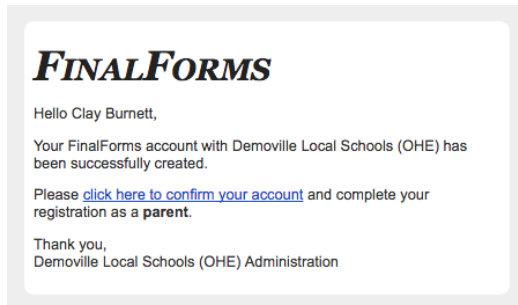 FINALFORMS
Hello Clay Burnett,
Your FinalForms account with Demoville Local Schools (OHE) has
been successfully created.
Please click here to confirm your account and complete your
registration as a parent.
Thank you,
Demoville Local Schools (OHE) Administration